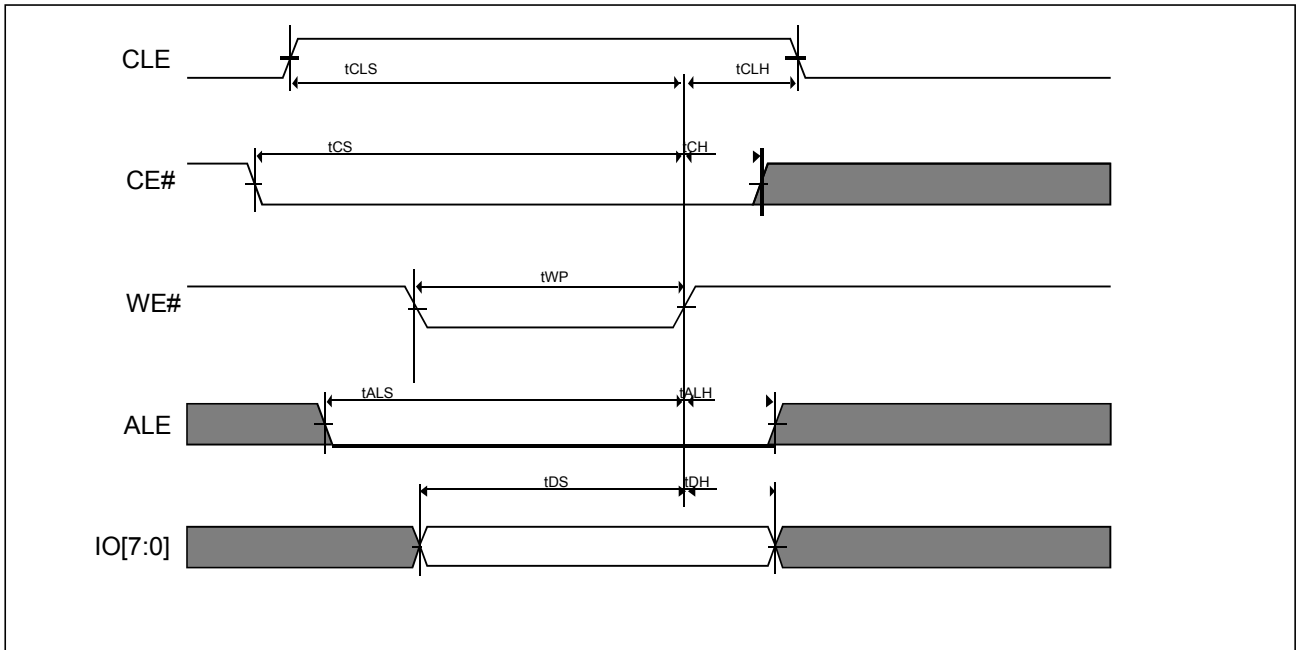 CLE
tCLS
tCLH
tCS
tCH
CE#
tWP
WE#
tALS
tALH
ALE
tDS
tDH
IO[7:0]